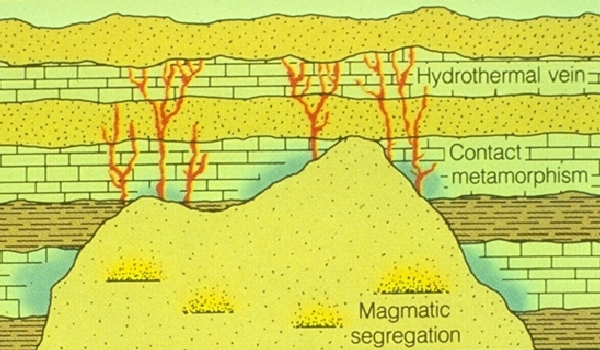 Hydrothermal vein
Contact
metamorphism
Magmatic
segregation